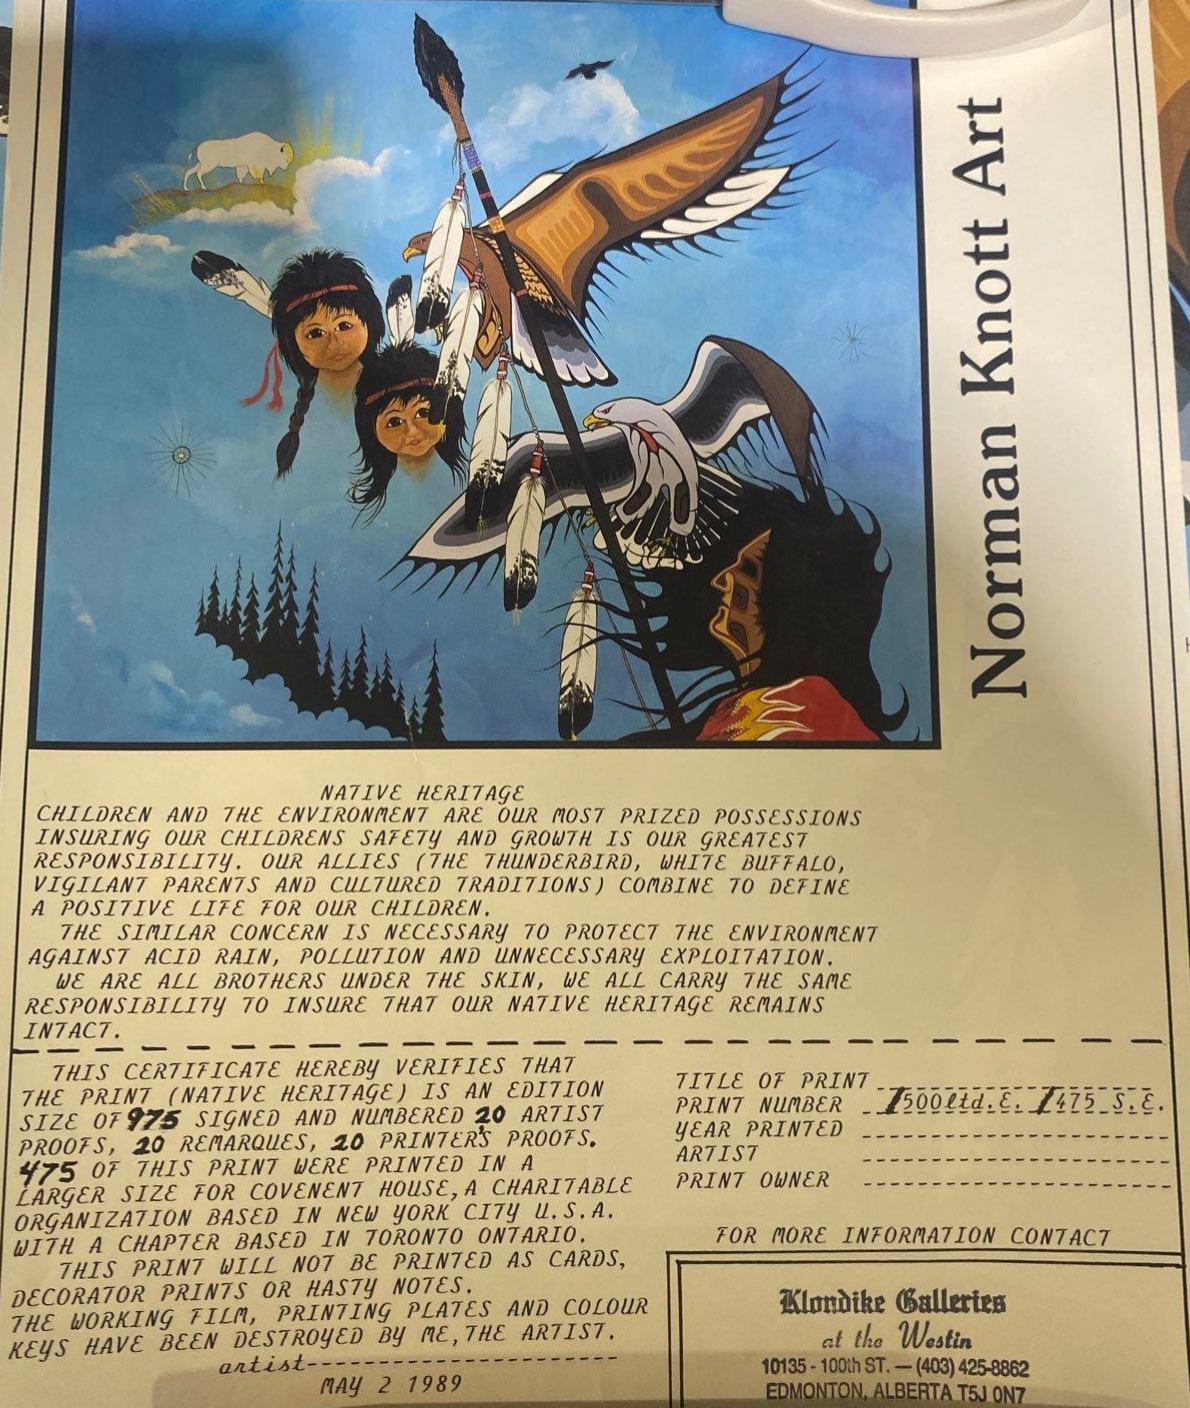 Norman Knott Art
NATIVE HERITAGE
CHILDREN AND THE ENVIRONMENT ARE OUR MOST PRIZED POSSESSIONS
INSURING OUR CHILDRENS SAFETY AND GROWTH IS OUR GREATEST
RESPONSIBILITY. OUR ALLIES (THE THUNDERBIRD, WHITE BUFFALO,
VIGILANT PARENTS AND CULTURED TRADITIONS) COMBINE TO DEFINE
A POSITIVE LIFE FOR OUR CHILDREN.
THE SIMILAR CONCERN IS NECESSARY TO PROTECT THE ENVIRONMENT
AGAINST ACID RAIN, POLLUTION AND UNNECESSARY EXPLOITATION.
WE ARE ALL BROTHERS UNDER THE SKIN, WE ALL CARRY THE SAME
RESPONSIBILITY TO INSURE THAT OUR NATIVE HERITAGE REMAINS
INTACT.
THIS CERTIFICATE HEREBY VERIFIES THAT
THE PRINT (NATIVE HERITAGE) IS AN EDITION
SIZE OF 975 SIGNED AND NUMBERED 20 ARTIST
PROOFS, 20 REMARQUES, 20 PRINTER'S PROOFS.
475 OF THIS PRINT WERE PRINTED IN A
LARGER SIZE FOR COVENENT HOUSE, A CHARITABLE
ORGANIZATION BASED IN NEW YORK CITY U.S.A.
WITH A CHAPTER BASED IN TORONTO ONTARIO.
THIS PRINT WILL NOT BE PRINTED AS CARDS,
DECORATOR PRINTS OR HASTY NOTES.
THE WORKING FILM, PRINTING PLATES AND COLOUR
KEYS HAVE BEEN DESTROYED BY ME, THE ARTIST.
artist
MAY 2 1989
TITLE OF PRINT
PRINT NUMBER /500ltd.E. /475 S.E.
YEAR PRINTED
ARTIST
PRINT OWNER
FOR MORE INFORMATION CONTACT
Klondike Galleries
at the Westin
10135 - 100th ST. — (403) 425-8862
EDMONTON, ALBERTA T5J 0N7